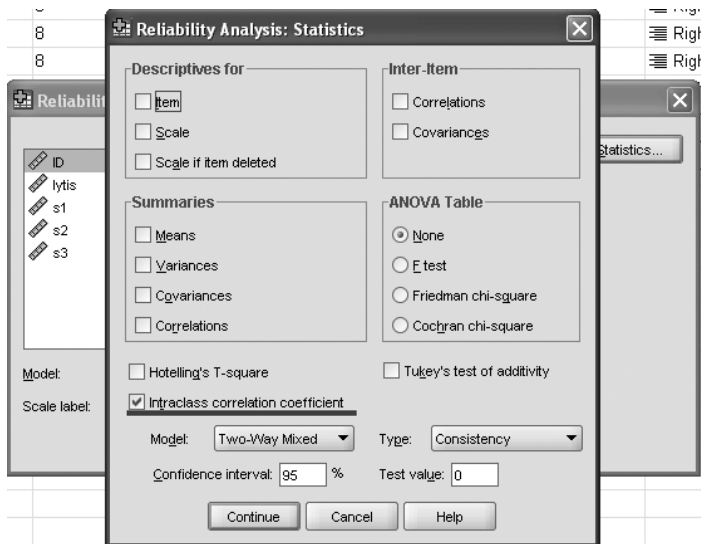 8
8
Righ
Reliability Analysis: Statistics
Descriptives for
Item
Scale
Scale if item deleted
Inter-Item
Correlations
Covariances
Summaries
Means
Variances
Covariances
Correlations
ANOVA Table
None
F test
Friedman chi-square
Cochran chi-square
Hotelling's T-square
Tukey's test of additivity
Intraclass correlation coefficient
Model: Two-Way Mixed Type: Consistency
Confidence interval: 95 % Test value: 0
Continue Cancel Help
Reliabilit
Statistics...
ID
lytis
s1
s2
s3
Model:
Scale label: